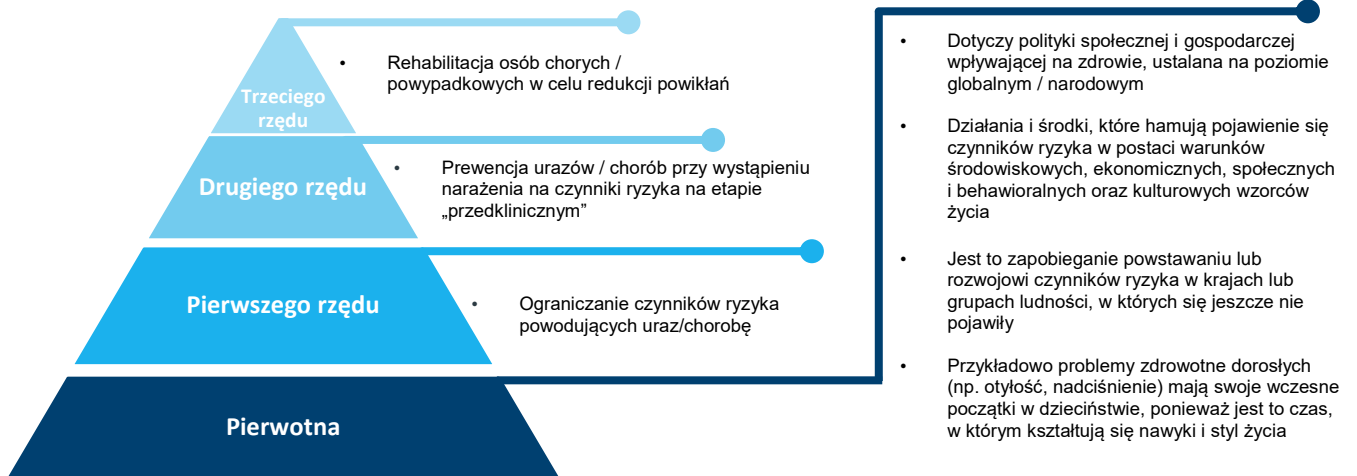 Trzeciego
rzędu
• Rehabilitacja osób chorych /
powypadkowych w celu redukcji powikłań
Drugiego rzędu
• Prewencja urazów / chorób przy wystąpieniu
narażenia na czynniki ryzyka na etapie
„przedklinicznym”
Pierwszego rzędu
• Ograniczanie czynników ryzyka
powodujących uraz/chorobę
Pierwotna
• Dotyczy polityki społecznej i gospodarczej
wpływającej na zdrowie, ustalana na poziomie
globalnym / narodowym
• Działania i środki, które hamują pojawienie się
czynników ryzyka w postaci warunków
środowiskowych, ekonomicznych, społecznych
i behawioralnych oraz kulturowych wzorców
życia
• Jest to zapobieganie powstawaniu lub
rozwojowi czynników ryzyka w krajach lub
grupach ludności, w których się jeszcze nie
pojawiły
• Przykładowo problemy zdrowotne dorosłych
(np. otyłość, nadciśnienie) mają swoje wczesne
początki w dzieciństwie, ponieważ jest to czas,
w którym kształtują się nawyki i styl życia